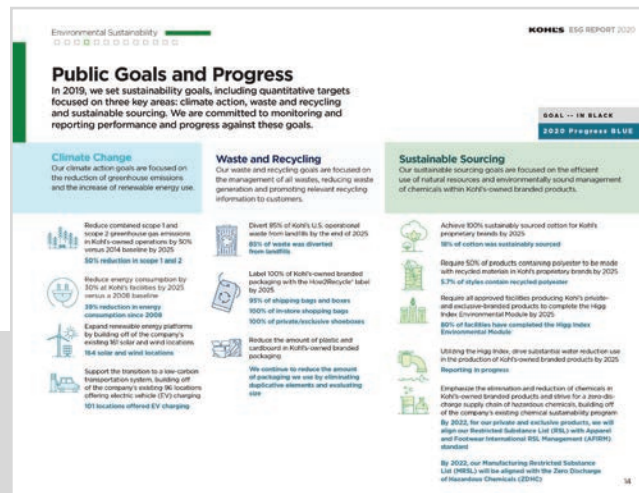 Environmental Sustainability
KOHL'S ESG REPORT 2020
Public Goals and Progress
In 2019, we set sustainability goals, including quantitative targets
focused on three key areas: climate action, waste and recycling
and sustainable sourcing. We are committed to monitoring and
reporting performance and progress against these goals.
GOAL -- IN BLACK
2020 Progress BLUE
Climate Change
Our climate action goals are focused on
the reduction of greenhouse gas emissions
and the increase of renewable energy use.
Reduce combined scope 1 and
scope 2 greenhouse gas emissions
in Kohl's-owned operations by 50%
versus 2014 baseline by 2025
50% reduction in scope 1 and 2
Reduce energy consumption by
30% at Kohl's facilities by 2025
versus a 2008 baseline
39% reduction in energy
consumption since 2008
Expand renewable energy platforms
by building off of the company's
existing 161 solar and wind locations
164 solar and wind locations
Support the transition to a low-carbon
transportation system, building off
of the company's existing 96 locations
offering electric vehicle (EV) charging
101 locations offered EV charging
Waste and Recycling
Our waste and recycling goals are focused on
the management of all wastes, reducing waste
generation and promoting relevant recycling
information to customers.
Divert 85% of Kohl's U.S. operational
waste from landfills by the end of 2025
83% of waste was diverted
from landfills
Label 100% of Kohl's-owned branded
packaging with the How2Recycle® label
by 2025
95% of shipping bags and boxes
100% of in-store shopping bags
100% of private/exclusive shoeboxes
Reduce the amount of plastic and
cardboard in Kohl's-owned branded
packaging
We continue to reduce the amount
of packaging we use by eliminating
duplicative elements and evaluating
size
Sustainable Sourcing
Our sustainable sourcing goals are focused on the efficient
use of natural resources and environmentally sound management
of chemicals within Kohl's-owned branded products.
Achieve 100% sustainably sourced cotton for Kohl's
proprietary brands by 2025
18% of cotton was sustainably sourced
Require 50% of products containing polyester to be made
with recycled materials in Kohl's proprietary brands by 2025
5.7% of styles contain recycled polyester
Require all approved facilities producing Kohl's private-
and exclusive-branded products to complete the Higg
Index Environmental Module by 2025
80% of facilities have completed the Higg Index
Environmental Module
Utilizing the Higg Index, drive substantial water reduction use
in the production of Kohl's-owned branded products by 2025
Reporting in progress
Emphasize the elimination and reduction of chemicals in
Kohl's-owned branded products and strive for a zero-dis-
charge supply chain of hazardous chemicals, building off
of the company's existing chemical sustainability program
By 2022, for our private and exclusive products, we will
align our Restricted Substance List (RSL) with Apparel
and Footwear International RSL Management (AFIRM)
standard
By 2022, our Manufacturing Restricted Substance
List (MRSL) will be aligned with the Zero Discharge
of Hazardous Chemicals (ZDHC)
14